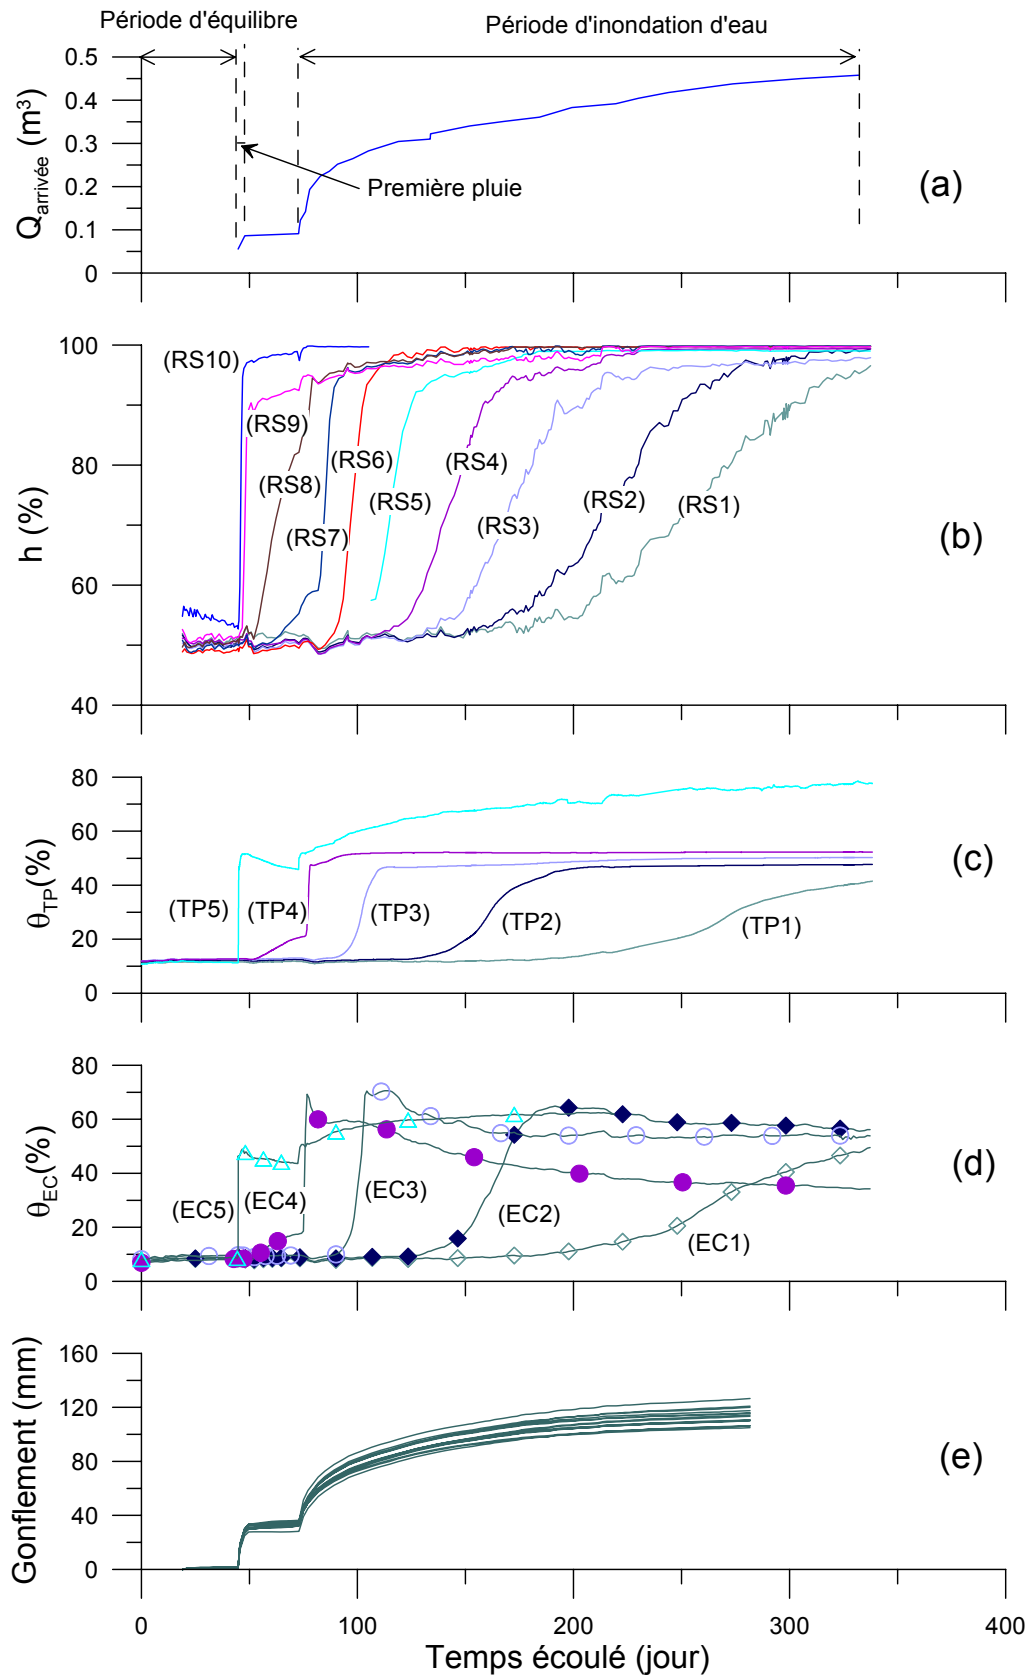 Période d'équilibre
Période d'inondation d'eau
0.5
0.4
0.3
0.2
0.1
0
Qarrivée (m³)
Première pluie
(a)
100
80
60
40
h (%)
(RS10)
(RS9)
(RS8)
(RS7)
(RS6)
(RS5)
(RS4)
(RS3)
(RS2)
(RS1)
(b)
80
60
40
20
0
θTP(%)
(TP5)
(TP4)
(TP3)
(TP2)
(TP1)
(c)
80
60
40
20
0
θEC(%)
(EC5)
(EC4)
(EC3)
(EC2)
(EC1)
(d)
160
120
80
40
0
Gonflement (mm)
(e)
0 100 200 300 400
Temps écoulé (jour)